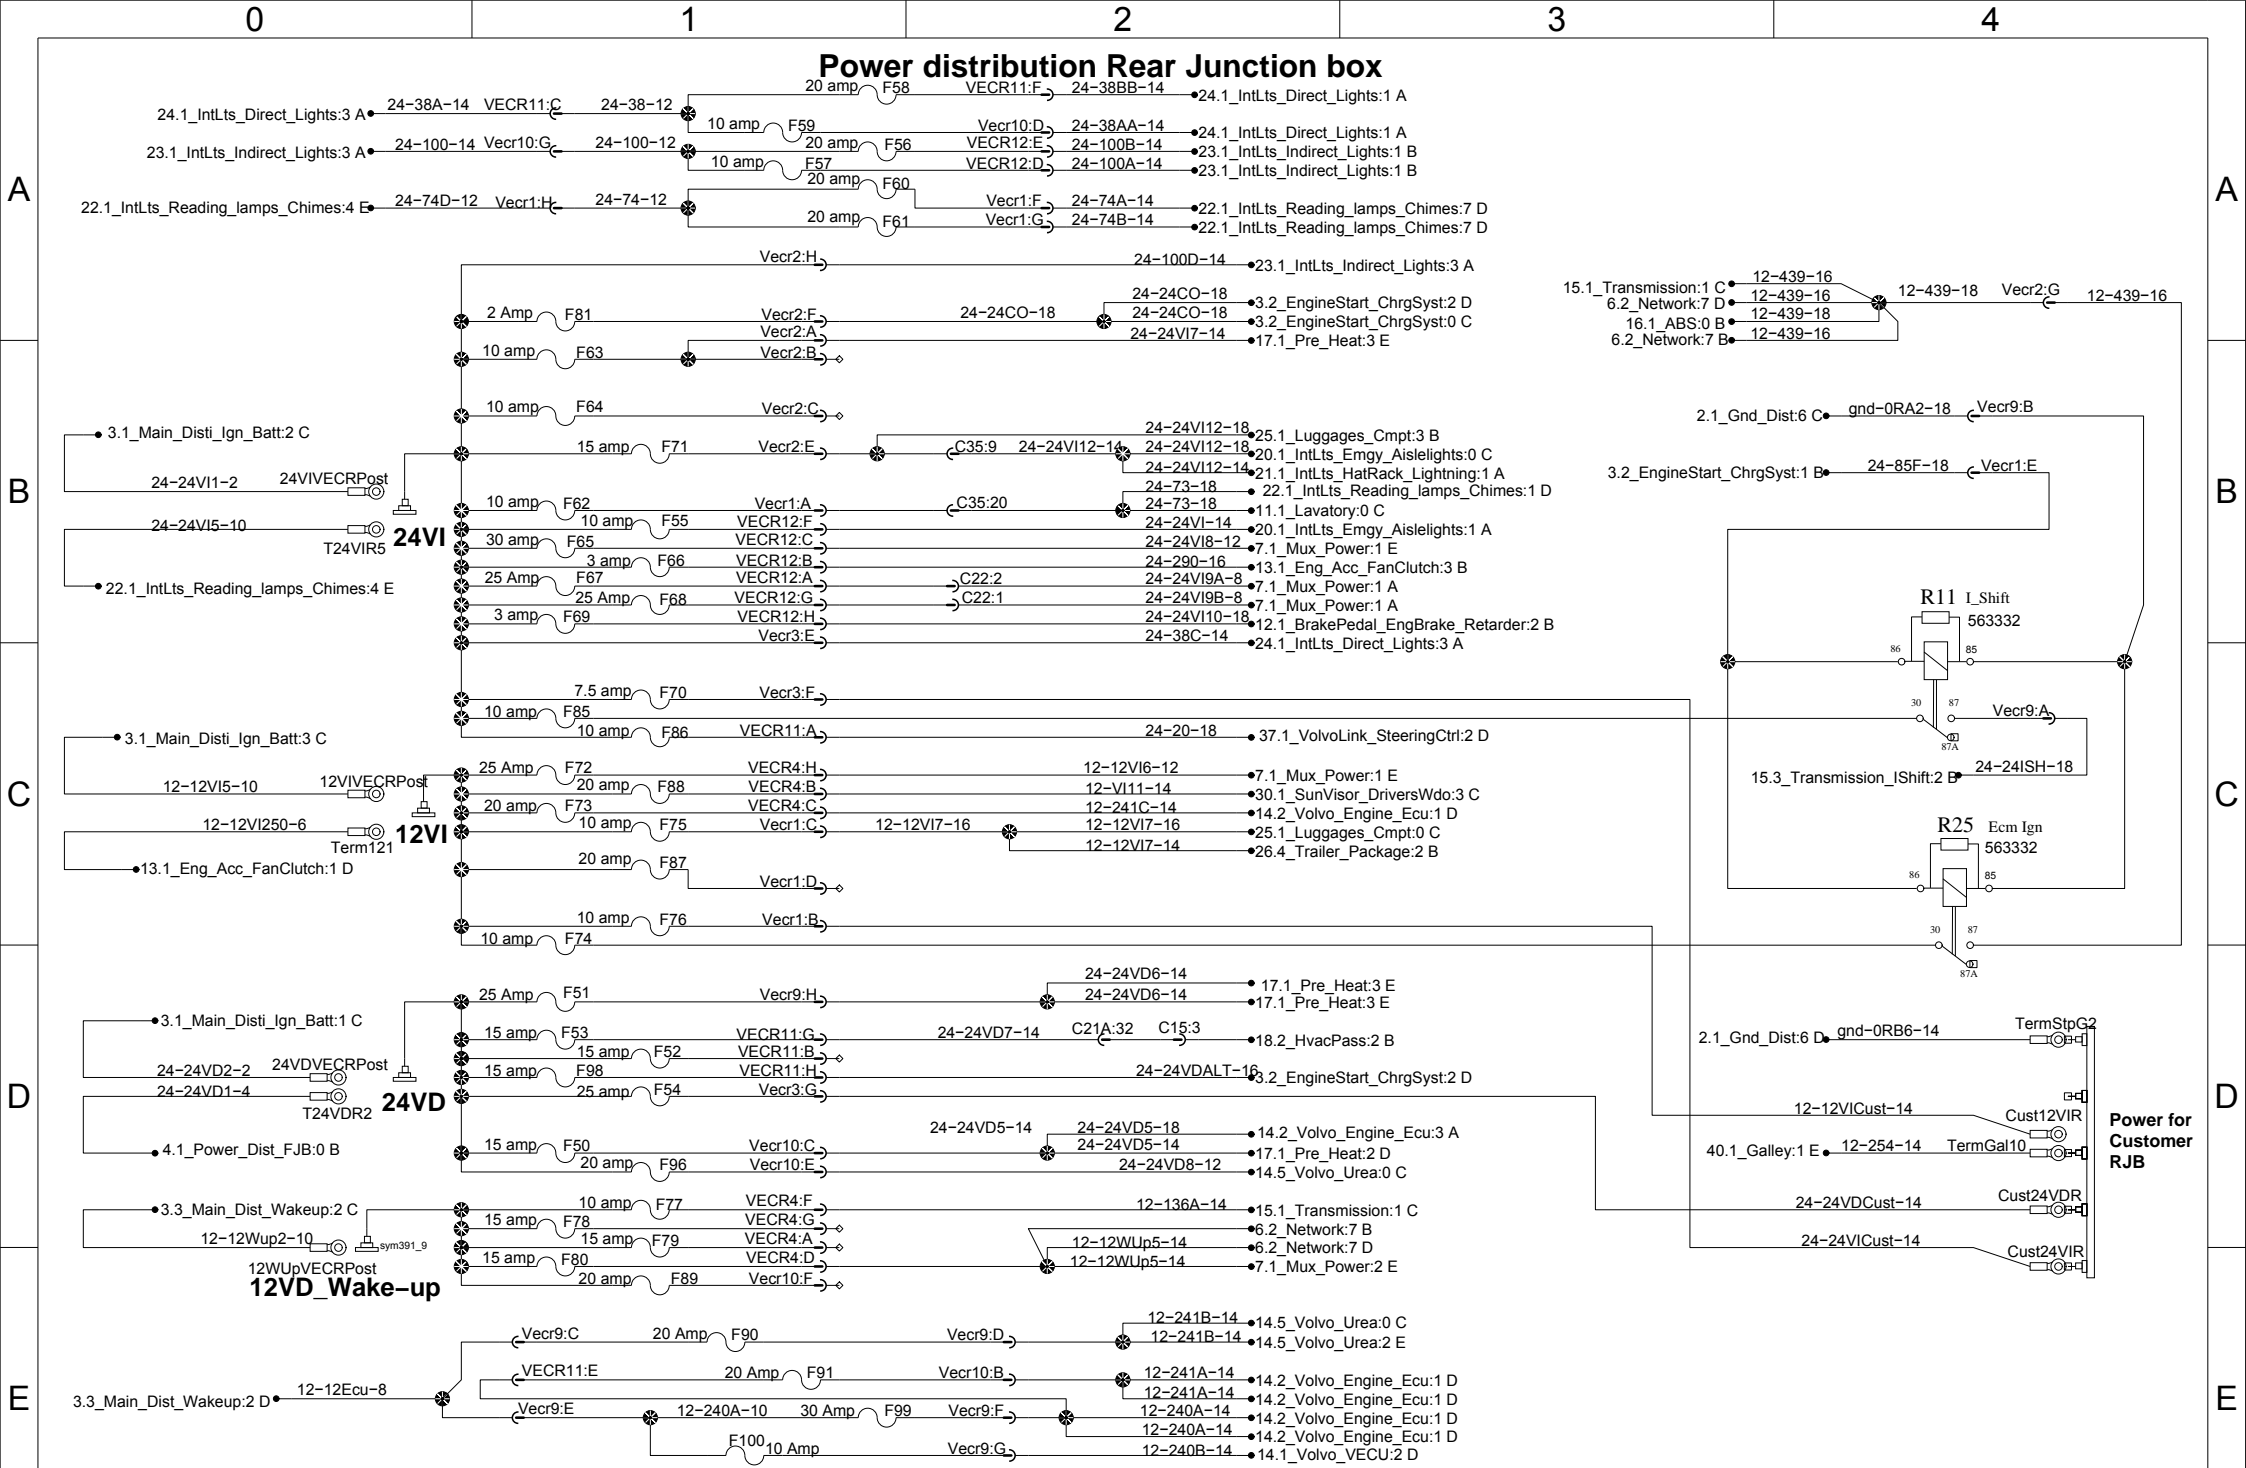 0 1 2 3 4
Power distribution Rear Junction box
24.1_IntLts_Direct_Lights:3 A 24−38A−14 VECR11:C 24−38−12 20 amp F58 VECR11:F 24−38BB−14 24.1_IntLts_Direct_Lights:1 A
10 amp F59 Vecr10:D 24−38AA−14 24.1_IntLts_Direct_Lights:1 A
23.1_IntLts_Indirect_Lights:3 A 24−100−14 Vecr10:G 24−100−12 20 amp F56 VECR12:E 24−100B−14 23.1_IntLts_Indirect_Lights:1 B
10 amp F57 VECR12:D 24−100A−14 23.1_IntLts_Indirect_Lights:1 B
A A
22.1_IntLts_Reading_lamps_Chimes:4 E 24−74D−12 Vecr1:H 24−74−12 20 amp F60 Vecr1:F 24−74A−14 22.1_IntLts_Reading_lamps_Chimes:7 D
20 amp F61 Vecr1:G 24−74B−14 22.1_IntLts_Reading_lamps_Chimes:7 D
Vecr2:H 24−100D−14 23.1_IntLts_Indirect_Lights:3 A
15.1_Transmission:1 C 12−439−16
24−24CO−18 3.2_EngineStart_ChrgSyst:2 D
6.2_Network:7 D 12−439−16 12−439−18 Vecr2:G 12−439−16
2 Amp F81 Vecr2:F 24−24CO−18 24−24CO−18 3.2_EngineStart_ChrgSyst:0 C
16.1_ABS:0 B 12−439−18
Vecr2:A 24−24VI7−14 17.1_Pre_Heat:3 E
6.2_Network:7 B 12−439−16
10 amp F63 Vecr2:B
10 amp F64 Vecr2:C
2.1_Gnd_Dist:6 C gnd−0RA2−18 Vecr9:B
3.1_Main_Disti_Ign_Batt:2 C
24−24VI12−18 25.1_Luggages_Cmpt:3 B
15 amp F71 Vecr2:E C35:9 24−24VI12−14 24−24VI12−18 20.1_IntLts_Emgy_Aislelights:0 C
24−24VI12−14 21.1_IntLts_HatRack_Lightning:1 A
3.2_EngineStart_ChrgSyst:1 B 24−85F−18 Vecr1:E
24−24VI1−2 24VIVECRPost
24−73−18 22.1_IntLts_Reading_lamps_Chimes:1 D
B B
10 amp F62 Vecr1:A C35:20 24−73−18 11.1_Lavatory:0 C
24−24VI5−10 T24VIR5 24VI
10 amp F55 VECR12:F 24−24VI−14 20.1_IntLts_Emgy_Aislelights:1 A
30 amp F65 VECR12:C 24−24VI8−12 7.1_Mux_Power:1 E
3 amp F66 VECR12:B 24−290−16 13.1_Eng_Acc_FanClutch:3 B
22.1_IntLts_Reading_lamps_Chimes:4 E
25 Amp F67 VECR12:A C22:2 24−24VI9A−8 7.1_Mux_Power:1 A
25 Amp F68 VECR12:G C22:1 24−24VI9B−8 7.1_Mux_Power:1 A
R11 I_Shift
563332
3 amp F69 VECR12:H 24−24VI10−18 12.1_BrakePedal_EngBrake_Retarder:2 B
Vecr3:E 24−38C−14 24.1_IntLts_Direct_Lights:3 A
86 85
7.5 amp F70 Vecr3:F
30 87 Vecr9:A
10 amp F85
10 amp F86 VECR11:A 24−20−18 37.1_VolvoLink_SteeringCtrl:2 D
87A
3.1_Main_Disti_Ign_Batt:3 C
25 Amp F72 VECR4:H 12−12VI6−12 7.1_Mux_Power:1 E
15.3_Transmission_IShift:2 B 24−24ISH−18
12−12VI5−10 12VIVECRPost
20 amp F88 VECR4:B 12−VI11−14 30.1_SunVisor_DriversWdo:3 C
C C
20 amp F73 VECR4:C 12−241C−14 14.2_Volvo_Engine_Ecu:1 D
12−12VI250−6 Term121 12VI
10 amp F75 Vecr1:C 12−12VI7−16 12−12VI7−16 25.1_Luggages_Cmpt:0 C
R25 Ecm Ign
563332
12−12VI7−14 26.4_Trailer_Package:2 B
13.1_Eng_Acc_FanClutch:1 D
20 amp F87 Vecr1:D
86 85
10 amp F76 Vecr1:B
30 87
10 amp F74
87A
24−24VD6−14 17.1_Pre_Heat:3 E
25 Amp F51 Vecr9:H 24−24VD6−14 17.1_Pre_Heat:3 E
3.1_Main_Disti_Ign_Batt:1 C
15 amp F53 VECR11:G 24−24VD7−14 C21A:32 C15:3 18.2_HvacPass:2 B
2.1_Gnd_Dist:6 D gnd−0RB6−14 TermStpG2
15 amp F52 VECR11:B
24−24VD2−2 24VDVECRPost
15 amp F98 VECR11:H 24−24VDALT−16 3.2_EngineStart_ChrgSyst:2 D
24−24VD1−4 T24VDR2 24VD
25 amp F54 Vecr3:G
D D
12−12VICust−14 Cust12VIR
Power for
Customer
RJB
24−24VD5−14 24−24VD5−18 14.2_Volvo_Engine_Ecu:3 A
4.1_Power_Dist_FJB:0 B
15 amp F50 Vecr10:C 24−24VD5−14 17.1_Pre_Heat:2 D
40.1_Galley:1 E 12−254−14 TermGal10
20 amp F96 Vecr10:E 24−24VD8−12 14.5_Volvo_Urea:0 C
3.3_Main_Dist_Wakeup:2 C
10 amp F77 VECR4:F 12−136A−14 15.1_Transmission:1 C
24−24VDCust−14 Cust24VDR
15 amp F78 VECR4:G 6.2_Network:7 B
12−12Wup2−10 sym391_9
15 amp F79 VECR4:A 12−12WUp5−14 6.2_Network:7 D
24−24VICust−14 Cust24VIR
12WUpVECRPost
15 amp F80 VECR4:D 12−12WUp5−14 7.1_Mux_Power:2 E
12VD_Wake−up
20 amp F89 Vecr10:F
12−241B−14 14.5_Volvo_Urea:0 C
Vecr9:C 20 Amp F90 Vecr9:D 12−241B−14 14.5_Volvo_Urea:2 E
VECR11:E 20 Amp F91 Vecr10:B 12−241A−14 14.2_Volvo_Engine_Ecu:1 D
3.3_Main_Dist_Wakeup:2 D 12−12Ecu−8
12−241A−14 14.2_Volvo_Engine_Ecu:1 D
E E
Vecr9:E 12−240A−10 30 Amp F99 Vecr9:F 12−240A−14 14.2_Volvo_Engine_Ecu:1 D
12−240A−14 14.2_Volvo_Engine_Ecu:1 D
F100 10 Amp Vecr9:G 12−240B−14 14.1_Volvo_VECU:2 D